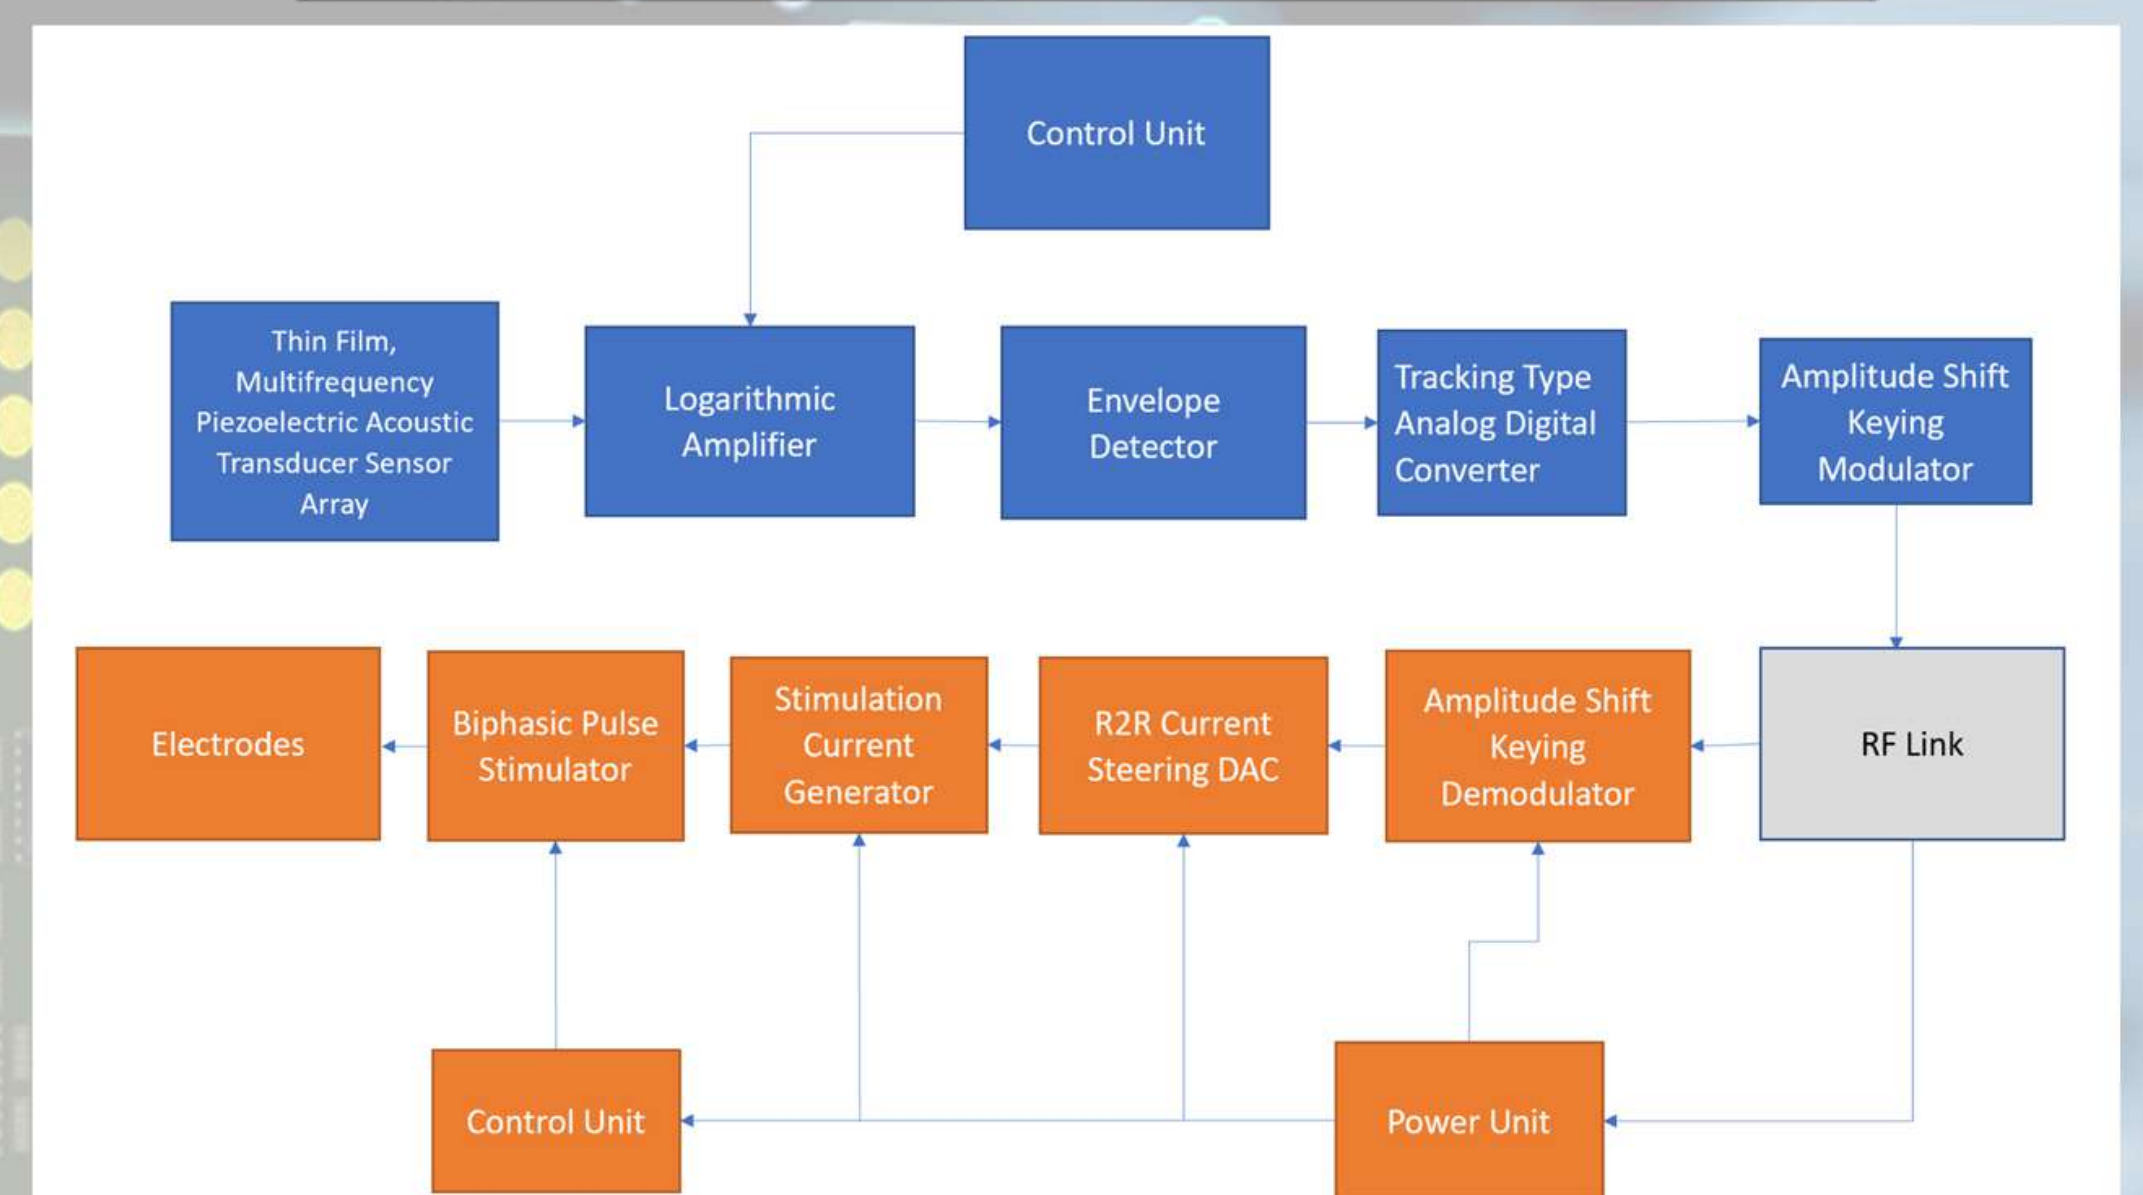 Control Unit
Thin Film,
Multifrequency
Piezoelectric Acoustic
Transducer Sensor
Array
Logarithmic
Amplifier
Envelope
Detector
Tracking Type
Analog Digital
Converter
Amplitude Shift
Keying
Modulator
Electrodes
Biphasic Pulse
Stimulator
Stimulation
Current
Generator
R2R Current
Steering DAC
Amplitude Shift
Keying
Demodulator
RF Link
Control Unit
Power Unit